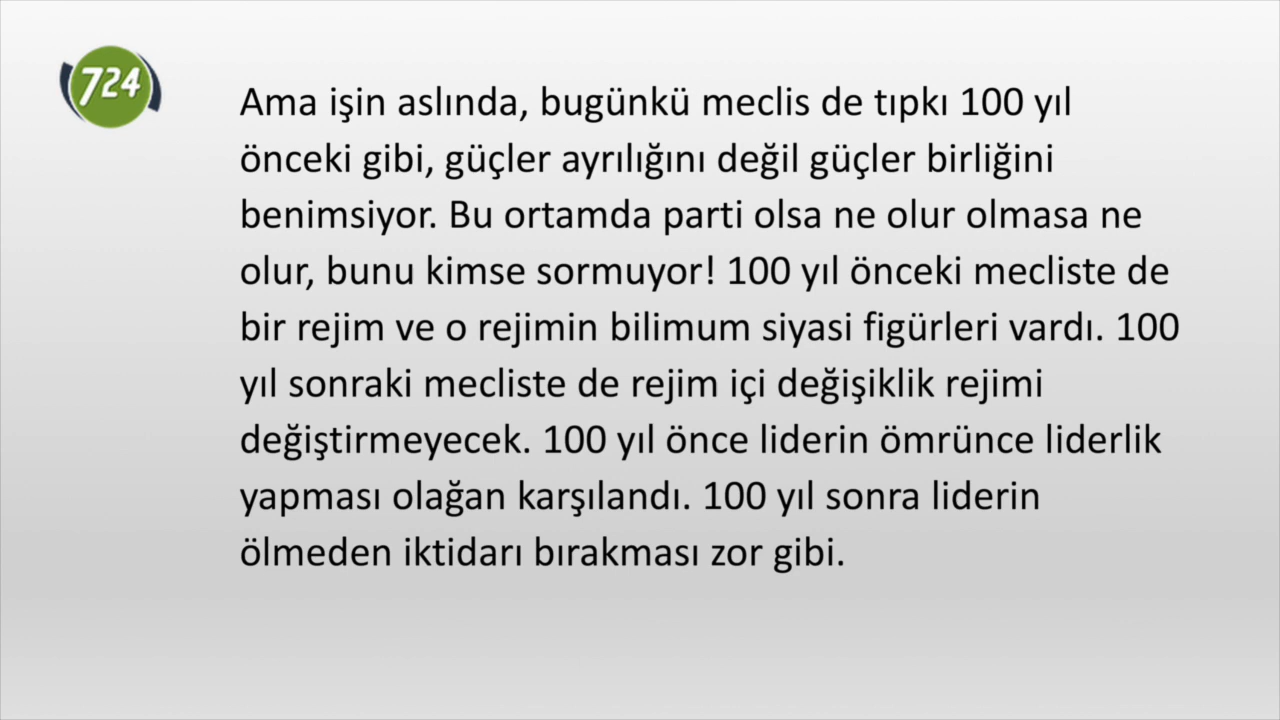 724
Ama işin aslında, bugünkü meclis de tıpkı 100 yıl
önceki gibi, güçler ayrılığını değil güçler birliğini
benimsiyor. Bu ortamda parti olsa ne olur olmasa ne
olur, bunu kimse sormuyor! 100 yıl önceki mecliste de
bir rejim ve o rejimin bilimum siyasi figürleri vardı. 100
yıl sonraki mecliste de rejim içi değişiklik rejimi
değiştirmeyecek. 100 yıl önce liderin ömrünce liderlik
yapması olağan karşılandı. 100 yıl sonra liderin
ölmeden iktidarı bırakması zor gibi.